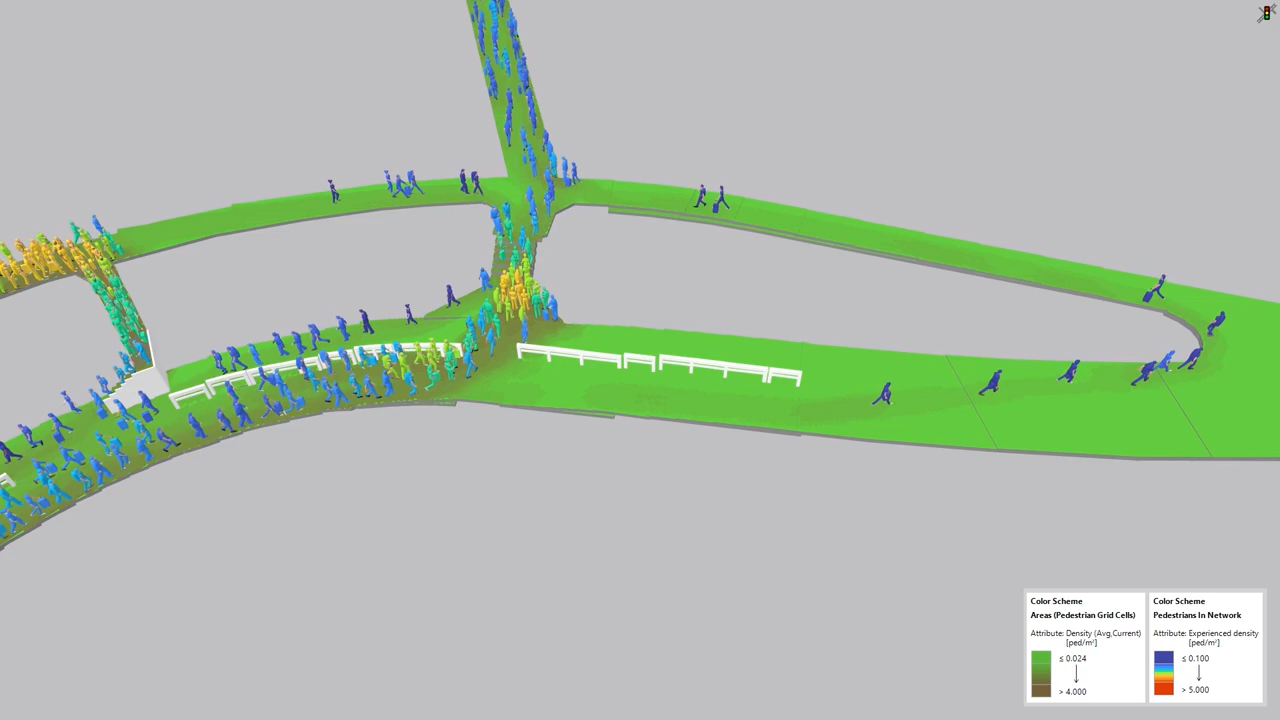 Color Scheme
Areas (Pedestrian Grid Cells)
Attribute: Density (Avg,Current)
[ped/m²]
≤ 0.024
> 4.000
Color Scheme
Pedestrians In Network
Attribute: Experienced density
[ped/m²]
≤ 0.100
> 5.000